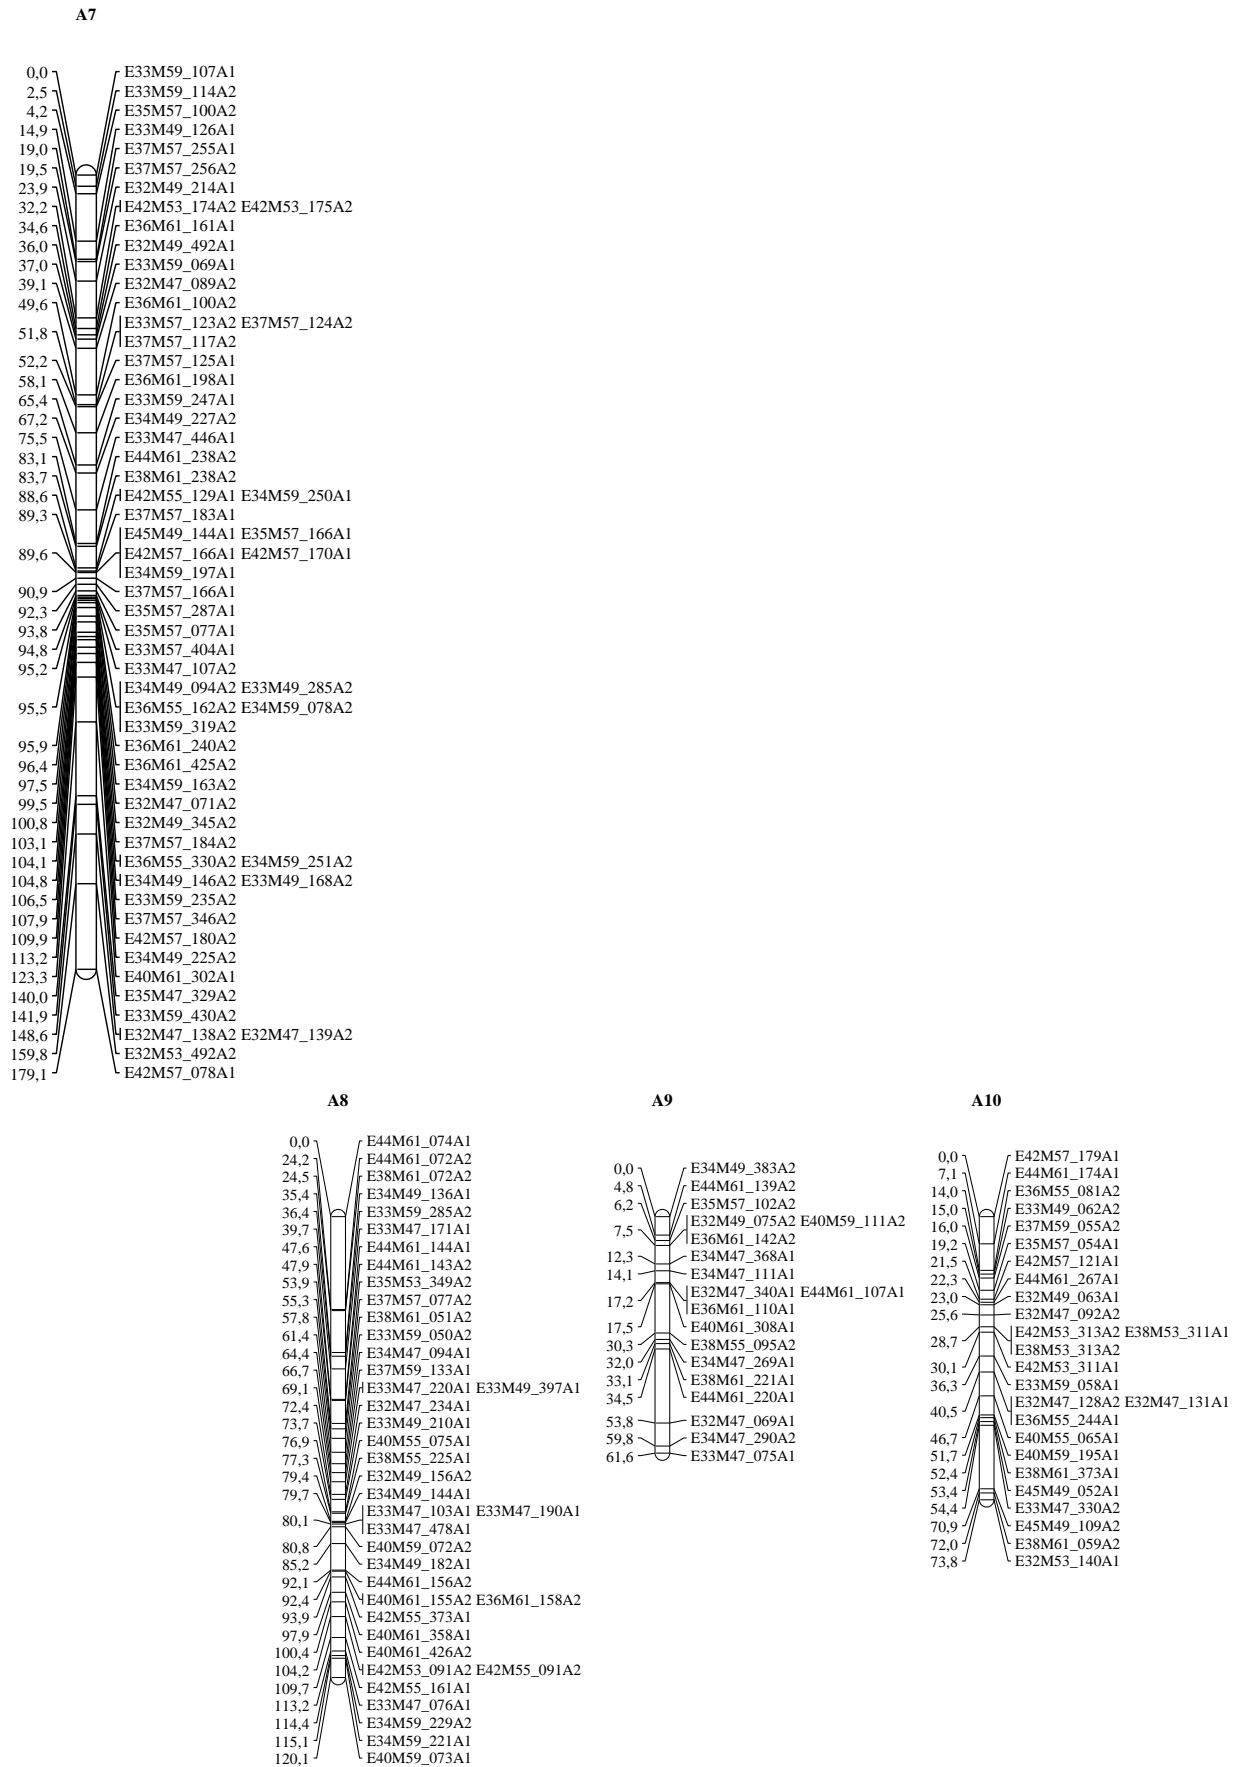 A7
0,0 E33M59_107A1
2,5 E33M59_114A2
4,2 E35M57_100A2
14,9 E33M49_126A1
19,0 E37M57_255A1
19,5 E37M57_256A2
23,9 E32M49_214A1
32,2 E42M53_174A2 E42M53_175A2
34,6 E36M61_161A1
36,0 E32M49_492A1
37,0 E33M59_069A1
39,1 E32M47_089A2
49,6 E36M61_100A2
E33M57_123A2 E37M57_124A2
51,8
E37M57_117A2
52,2 E37M57_125A1
58,1 E36M61_198A1
65,4 E33M59_247A1
67,2 E34M49_227A2
75,5 E33M47_446A1
83,1 E44M61_238A2
83,7 E38M61_238A2
88,6 E42M55_129A1 E34M59_250A1
89,3 E37M57_183A1
E45M49_144A1 E35M57_166A1
89,6 E42M57_166A1 E42M57_170A1
E34M59_197A1
90,9 E37M57_166A1
92,3 E35M57_287A1
93,8 E35M57_077A1
94,8 E33M57_404A1
95,2 E33M47_107A2
E34M49_094A2 E33M49_285A2
95,5 E36M55_162A2 E34M59_078A2
E33M59_319A2
95,9 E36M61_240A2
96,4 E36M61_425A2
97,5 E34M59_163A2
99,5 E32M47_071A2
100,8 E32M49_345A2
103,1 E37M57_184A2
104,1 E36M55_330A2 E34M59_251A2
104,8 E34M49_146A2 E33M49_168A2
106,5 E33M59_235A2
107,9 E37M57_346A2
109,9 E42M57_180A2
113,2 E34M49_225A2
123,3 E40M61_302A1
140,0 E35M47_329A2
141,9 E33M59_430A2
148,6 E32M47_138A2 E32M47_139A2
159,8 E32M53_492A2
179,1 E42M57_078A1
A8
0,0 E44M61_074A1
24,2 E44M61_072A2
24,5 E38M61_072A2
35,4 E34M49_136A1
36,4 E33M59_285A2
39,7 E33M47_171A1
47,6 E44M61_144A1
47,9 E44M61_143A2
53,9 E35M53_349A2
55,3 E37M57_077A2
57,8 E38M61_051A2
61,4 E33M59_050A2
64,4 E34M47_094A1
66,7 E37M59_133A1
69,1 E33M47_220A1 E33M49_397A1
72,4 E32M47_234A1
73,7 E33M49_210A1
76,9 E40M55_075A1
77,3 E38M55_225A1
79,4 E32M49_156A2
79,7 E34M49_144A1
E33M47_103A1 E33M47_190A1
80,1
E33M47_478A1
80,8 E40M59_072A2
85,2 E34M49_182A1
92,1 E44M61_156A2
92,4 E40M61_155A2 E36M61_158A2
93,9 E42M55_373A1
97,9 E40M61_358A1
100,4 E40M61_426A2
104,2 E42M53_091A2 E42M55_091A2
109,7 E42M55_161A1
113,2 E33M47_076A1
114,4 E34M59_229A2
115,1 E34M59_221A1
120,1 E40M59_073A1
A9
0,0 E34M49_383A2
4,8 E44M61_139A2
6,2 E35M57_102A2
E32M49_075A2 E40M59_111A2
7,5
E36M61_142A2
12,3 E34M47_368A1
14,1 E34M47_111A1
E32M47_340A1 E44M61_107A1
17,2
E36M61_110A1
17,5 E40M61_308A1
30,3 E38M55_095A2
32,0 E34M47_269A1
33,1 E38M61_221A1
34,5 E44M61_220A1
53,8 E32M47_069A1
59,8 E34M47_290A2
61,6 E33M47_075A1
A10
0,0 E42M57_179A1
7,1 E44M61_174A1
14,0 E36M55_081A2
15,0 E33M49_062A2
16,0 E37M59_055A2
19,2 E35M57_054A1
21,5 E42M57_121A1
22,3 E44M61_267A1
23,0 E32M49_063A1
25,6 E32M47_092A2
E42M53_313A2 E38M53_311A1
28,7
E38M53_313A2
30,1 E42M53_311A1
36,3 E33M59_058A1
E32M47_128A2 E32M47_131A1
40,5
E36M55_244A1
46,7 E40M55_065A1
51,7 E40M59_195A1
52,4 E38M61_373A1
53,4 E45M49_052A1
54,4 E33M47_330A2
70,9 E45M49_109A2
72,0 E38M61_059A2
73,8 E32M53_140A1